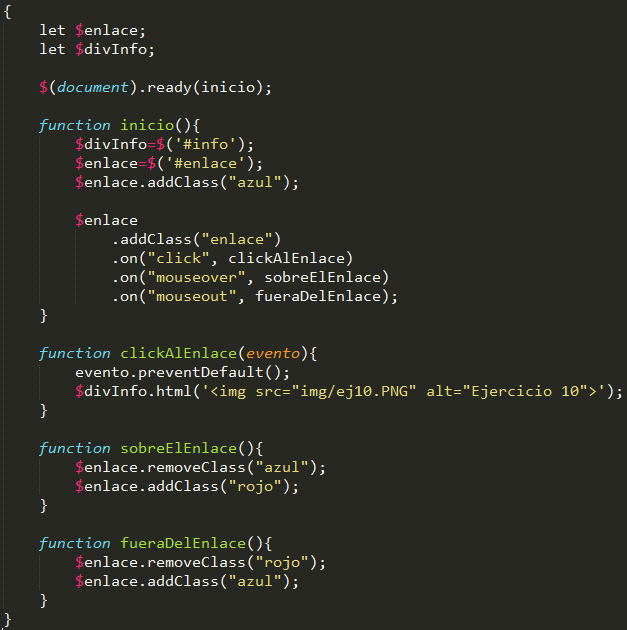 {
    let $enlace;
    let $divInfo;

    $(document).ready(inicio);

    function inicio(){
        $divInfo=$('#info');
        $enlace=$('#enlace');
        $enlace.addClass("azul");

        $enlace
            .addClass("enlace")
            .on("click", clickAlEnlace)
            .on("mouseover", sobreElEnlace)
            .on("mouseout", fueraDelEnlace);
    }

    function clickAlEnlace(evento){
        evento.preventDefault();
        $divInfo.html('<img src="img/ej10.PNG" alt="Ejercicio 10">');
    }

    function sobreElEnlace(){
        $enlace.removeClass("azul");
        $enlace.addClass("rojo");
    }

    function fueraDelEnlace(){
        $enlace.removeClass("rojo");
        $enlace.addClass("azul");
    }
}